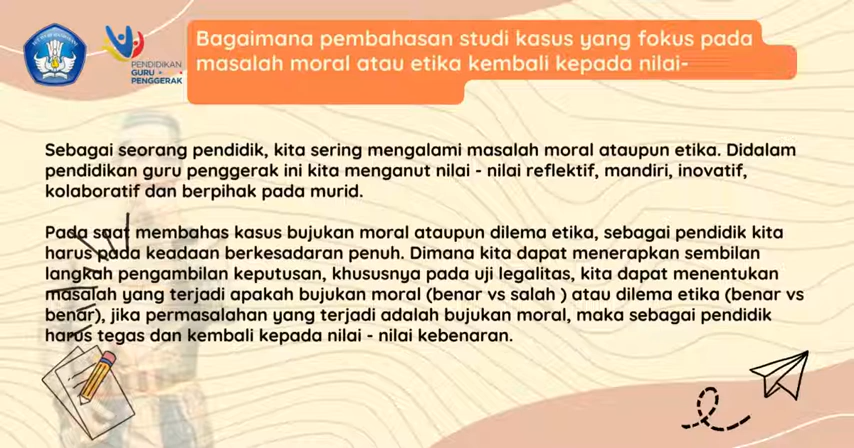 PENDIDIKAN
GURU
PENGGERAK
Bagaimana pembahasan studi kasus yang fokus pada
masalah moral atau etika kembali kepada nilai-
Sebagai seorang pendidik, kita sering mengalami masalah moral ataupun etika. Didalam
pendidikan guru penggerak ini kita menganut nilai - nilai reflektif, mandiri, inovatif,
kolaboratif dan berpihak pada murid.
Pada saat membahas kasus bujukan moral ataupun dilema etika, sebagai pendidik kita
harus pada keadaan berkesadaran penuh. Dimana kita dapat menerapkan sembilan
langkah pengambilan keputusan, khususnya pada uji legalitas, kita dapat menentukan
masalah yang terjadi apakah bujukan moral (benar vs salah ) atau dilema etika (benar vs
benar), jika permasalahan yang terjadi adalah bujukan moral, maka sebagai pendidik
harus tegas dan kembali kepada nilai - nilai kebenaran.